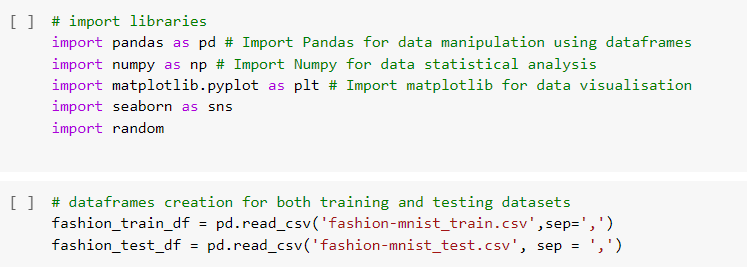 [ ] # import libraries
import pandas as pd # Import Pandas for data manipulation using dataframes
import numpy as np # Import Numpy for data statistical analysis
import matplotlib.pyplot as plt # Import matplotlib for data visualisation
import seaborn as sns
import random
[ ] # dataframes creation for both training and testing datasets
fashion_train_df = pd.read_csv('fashion-mnist_train.csv',sep=',')
fashion_test_df = pd.read_csv('fashion-mnist_test.csv', sep = ',')